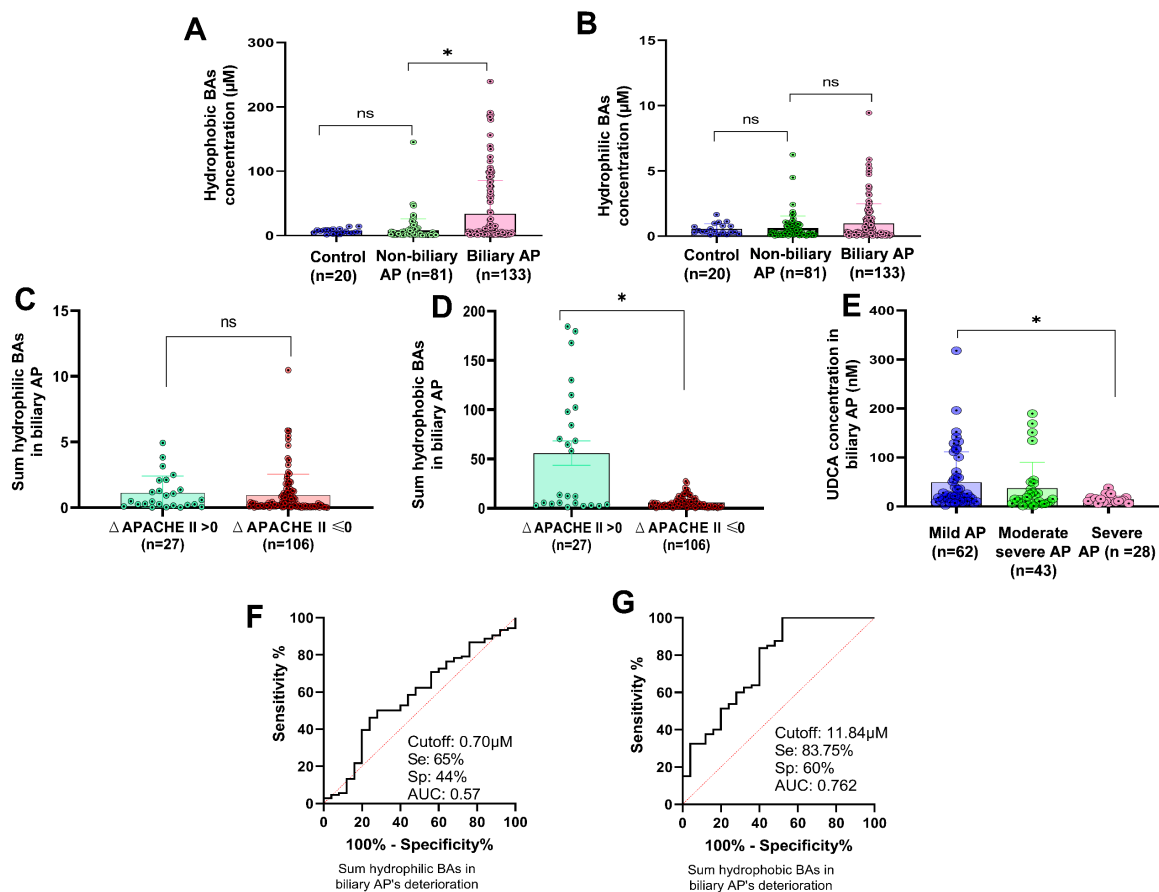 A
Hydrophobic BAs
concentration (µM)
300
200
100
0
ns
*
Control
(n=20)
Non-biliary
AP (n=81)
Biliary AP
(n=133)
B
Hydrophilic BAs
concentration (µM)
15
10
5
0
ns
ns
Control
(n=20)
Non-biliary
AP (n=81)
Biliary AP
(n=133)
C
Sum hydrophilic BAs
in biliary AP
15
10
5
0
ns
△ APACHE II >0
(n=27)
△ APACHE II ⩽0
(n=106)
D
Sum hydrophobic BAs
in biliary AP
200
150
100
50
0
*
△ APACHE II >0
(n=27)
△ APACHE II ⩽0
(n=106)
E
UDCA concentration in
biliary AP (nM)
400
300
200
100
0
*
Mild AP
(n=62)
Moderate
severe AP
(n=43)
Severe
AP (n =28)
F
Sensitivity %
100
80
60
40
20
0
Cutoff: 0.70µM
Se: 65%
Sp: 44%
AUC: 0.57
0 20 40 60 80 100
100% - Specificity%
Sum hydrophilic BAs in
biliary AP's deterioration
G
Sensitivity %
100
80
60
40
20
0
Cutoff: 11.84µM
Se: 83.75%
Sp: 60%
AUC: 0.762
0 20 40 60 80 100
100% - Specificity%
Sum hydrophobic BAs in
biliary AP's deterioration